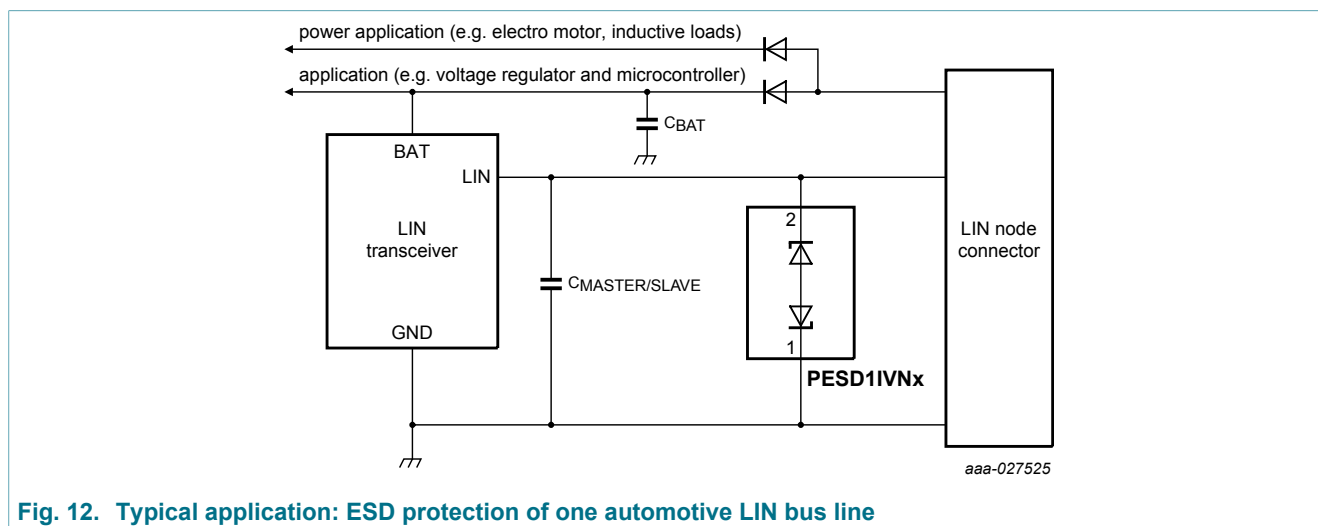 power application (e.g. electro motor, inductive loads)
application (e.g. voltage regulator and microcontroller)
CBAT
BAT
LIN
LIN
transceiver
GND
CMASTER/SLAVE
2
1
PESD1IVNx
LIN node
connector
aaa-027525
Fig. 12. Typical application: ESD protection of one automotive LIN bus line